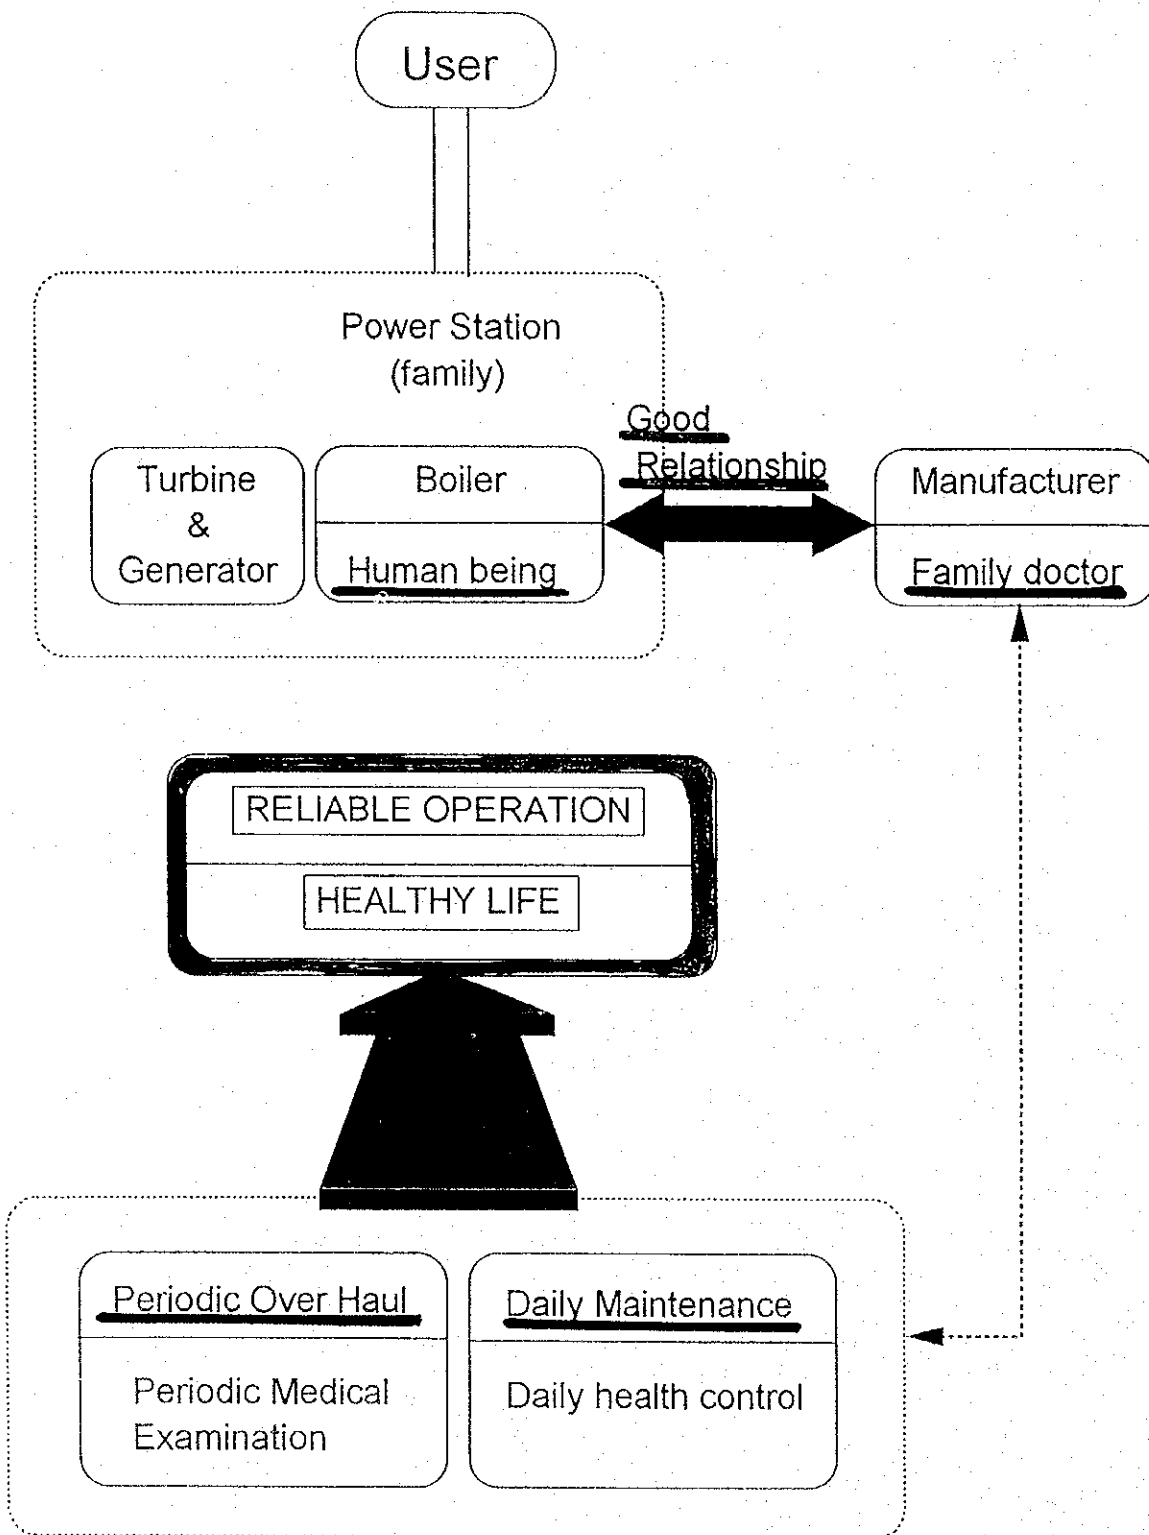 User
Power Station
(family)
Good
Relationship
Turbine
&
Generator
Boiler
Human being
Manufacturer
Family doctor
RELIABLE OPERATION
HEALTHY LIFE
Periodic Over Haul
Periodic Medical
Examination
Daily Maintenance
Daily health control